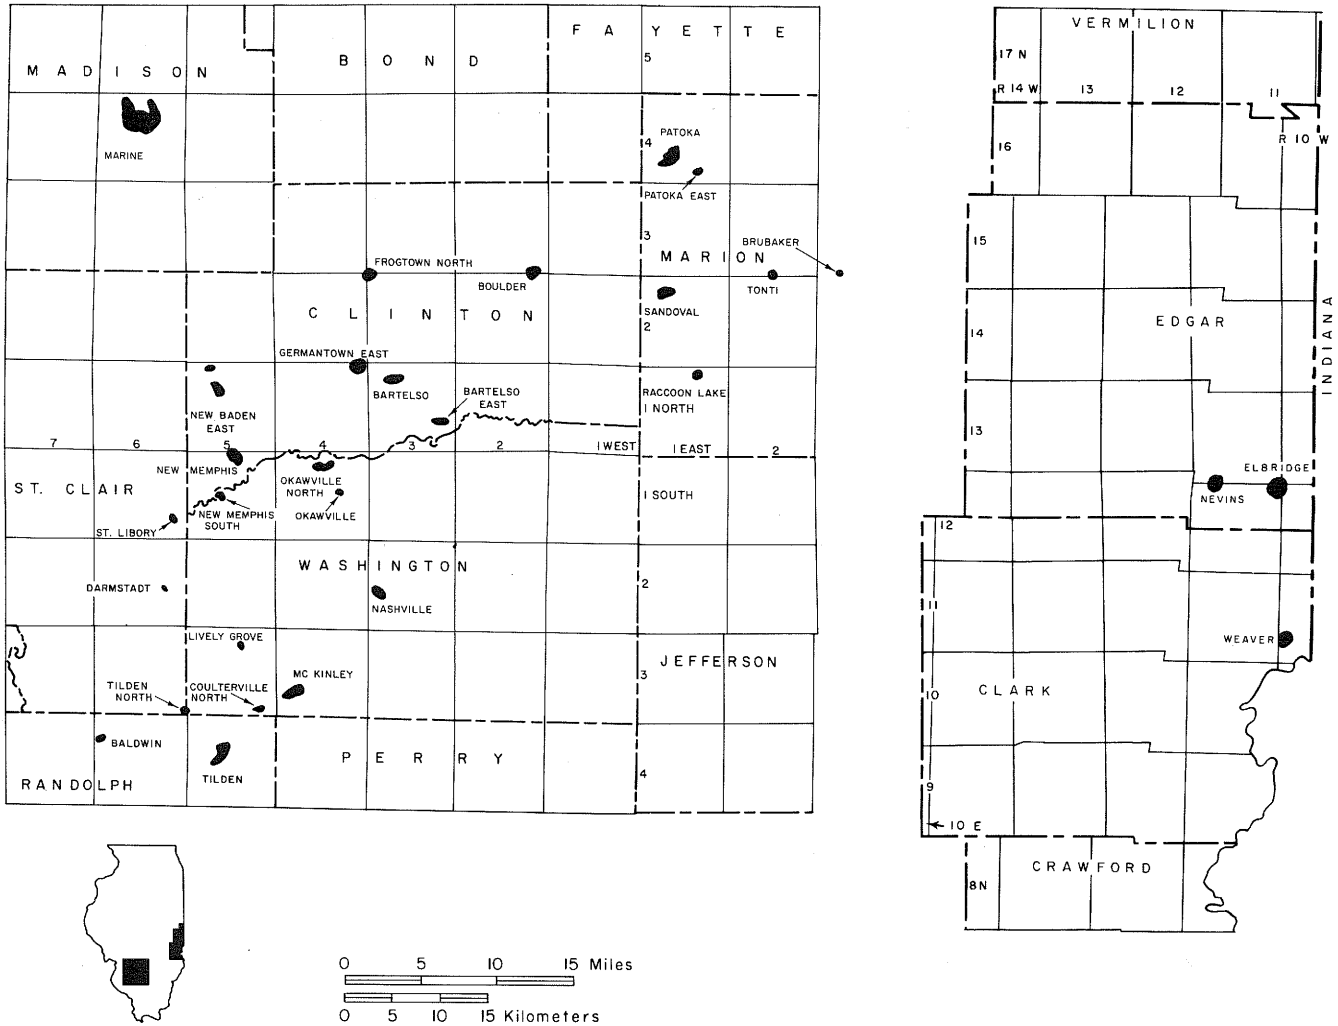 FAYETTE
BOND
MADISON
5
MARINE
PATOKA
4
PATOKA EAST
3
BRUBAKER
MARION
FROGTOWN NORTH
BOULDER
TONTI
SANDOVAL
2
CLINTON
GERMANTOWN EAST
BARTELSO
BARTELSO
EAST
RACCOON LAKE
1 NORTH
NEW BADEN
EAST
7
6
5
4
3
2
1 WEST
1 EAST
2
NEW MEMPHIS
OKAWVILLE
NORTH
ST. CLAIR
1 SOUTH
NEW MEMPHIS
SOUTH
OKAWVILLE
ST. LIBORY
WASHINGTON
DARMSTADT
2
NASHVILLE
LIVELY GROVE
JEFFERSON
3
MC KINLEY
TILDEN
NORTH
COULTERVILLE
NORTH
BALDWIN
PERRY
4
TILDEN
RANDOLPH
VERMILION
17 N
R 14 W
13
12
11
R 10 W
16
15
14
EDGAR
INDIANA
13
ELBRIDGE
NEVINS
12
11
WEAVER
10
CLARK
9
10 E
CRAWFORD
8N
0 5 10 15 Miles
0 5 10 15 Kilometers